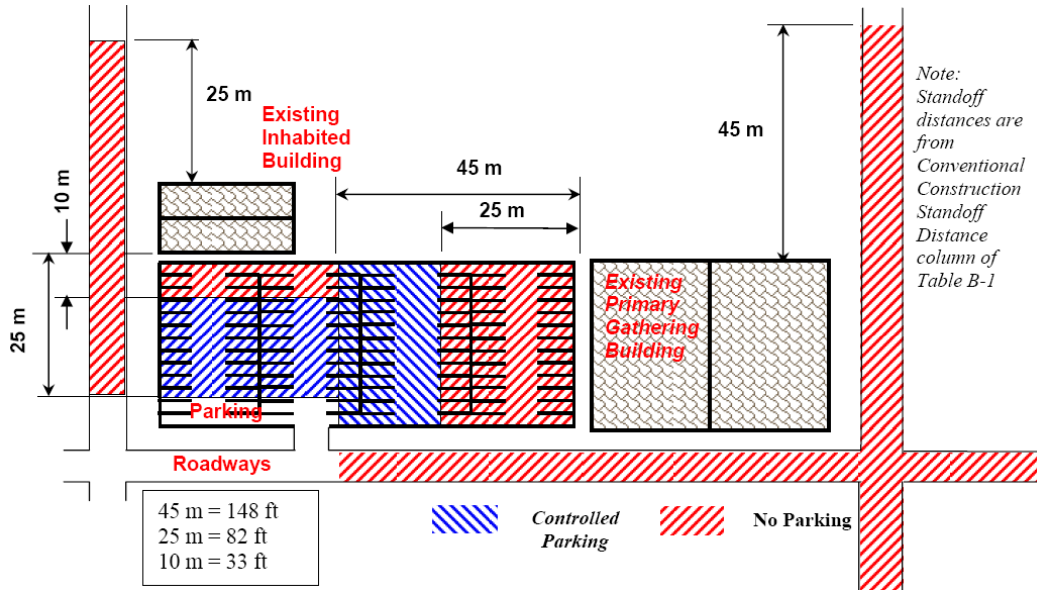 25 m
Existing
Inhabited
Building
45 m
Note:
Standoff
distances are
from
Conventional
Construction
Standoff
Distance
column of
Table B-1
10 m
45 m
25 m
25 m
Existing
Primary
Gathering
Building
Parking
Roadways
45 m = 148 ft
25 m = 82 ft
10 m = 33 ft
Controlled
Parking
No Parking